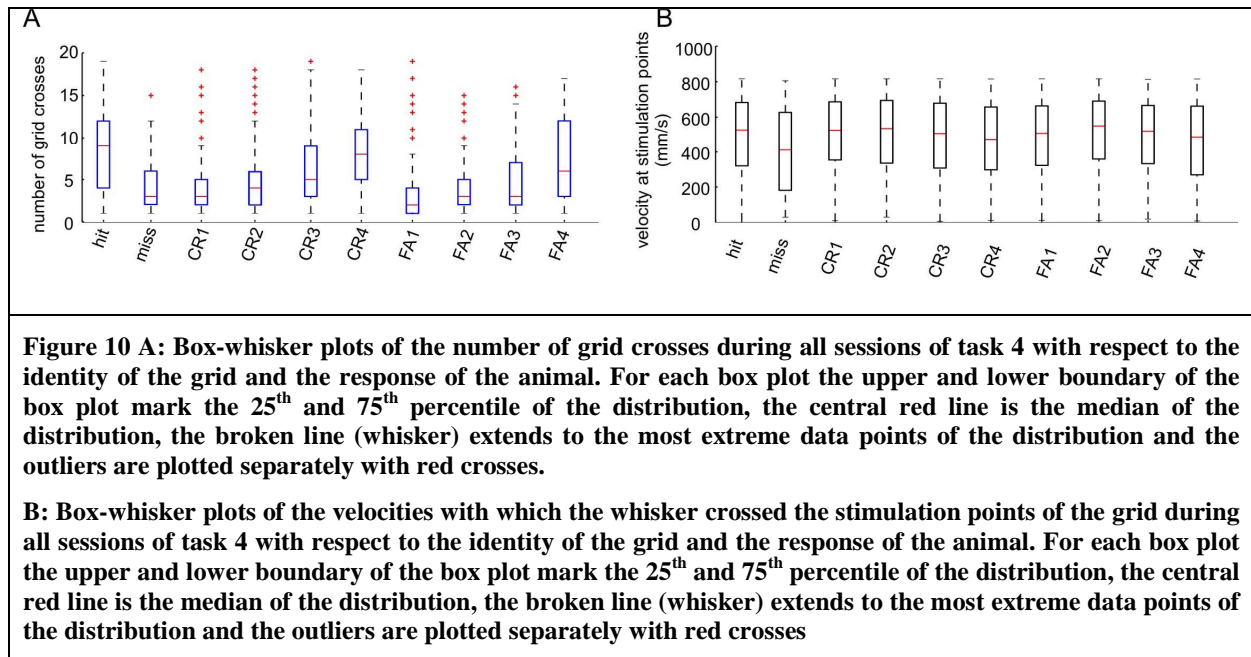 A
number of grid crosses
20
15
10
5
0
hit
miss
CR1
CR2
CR3
CR4
FA1
FA2
FA3
FA4
B
velocity at stimulation points
(mm/s)
1000
800
600
400
200
0
hit
miss
CR1
CR2
CR3
CR4
FA1
FA2
FA3
FA4
Figure 10 A: Box-whisker plots of the number of grid crosses during all sessions of task 4 with respect to the
identity of the grid and the response of the animal. For each box plot the upper and lower boundary of the
box plot mark the 25th and 75th percentile of the distribution, the central red line is the median of the
distribution, the broken line (whisker) extends to the most extreme data points of the distribution and the
outliers are plotted separately with red crosses.
B: Box-whisker plots of the velocities with which the whisker crossed the stimulation points of the grid during
all sessions of task 4 with respect to the identity of the grid and the response of the animal. For each box plot
the upper and lower boundary of the box plot mark the 25th and 75th percentile of the distribution, the central
red line is the median of the distribution, the broken line (whisker) extends to the most extreme data points of
the distribution and the outliers are plotted separately with red crosses